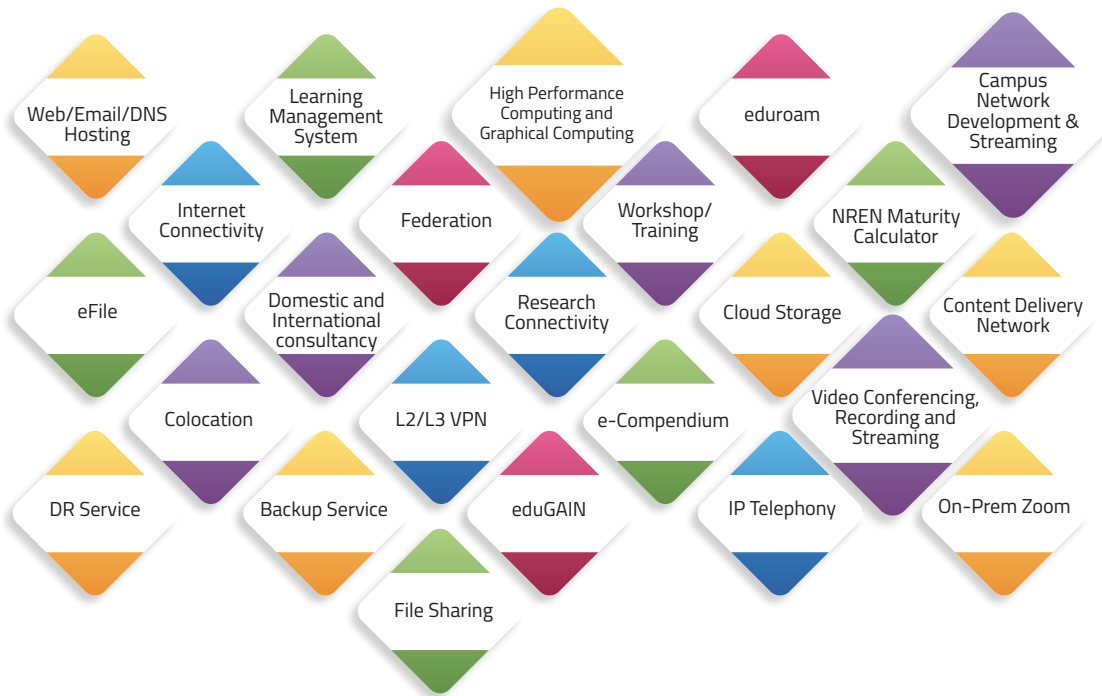 Web/Email/DNS
Hosting
Learning
Management
System
High Performance
Computing and
Graphical Computing
eduroam
Campus
Network
Development &
Streaming
Internet
Connectivity
Federation
Workshop/
Training
NREN Maturity
Calculator
eFile
Domestic and
International
consultancy
Research
Connectivity
Cloud Storage
Content Delivery
Network
Colocation
L2/L3 VPN
e-Compendium
Video Conferencing,
Recording and
Streaming
DR Service
Backup Service
eduGAIN
IP Telephony
On-Prem Zoom
File Sharing